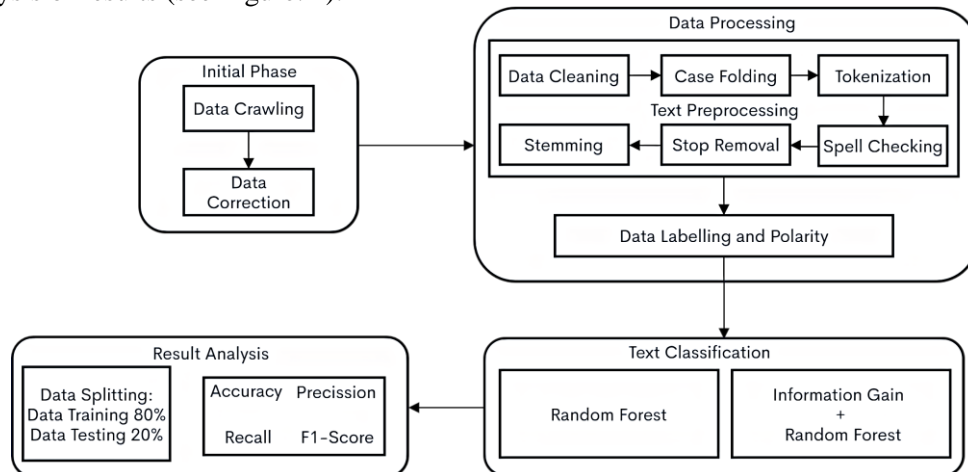 Data Processing
Initial Phase
Data Crawling
Data
Correction
Data Cleaning
Case Folding
Tokenization
Text Preprocessing
Stemming
Stop Removal
Spell Checking
Data Labelling and Polarity
Result Analysis
Data Splitting:
Data Training 80%
Data Testing 20%
Accuracy Precission
Recall F1-Score
Text Classification
Random Forest
Information Gain
+
Random Forest